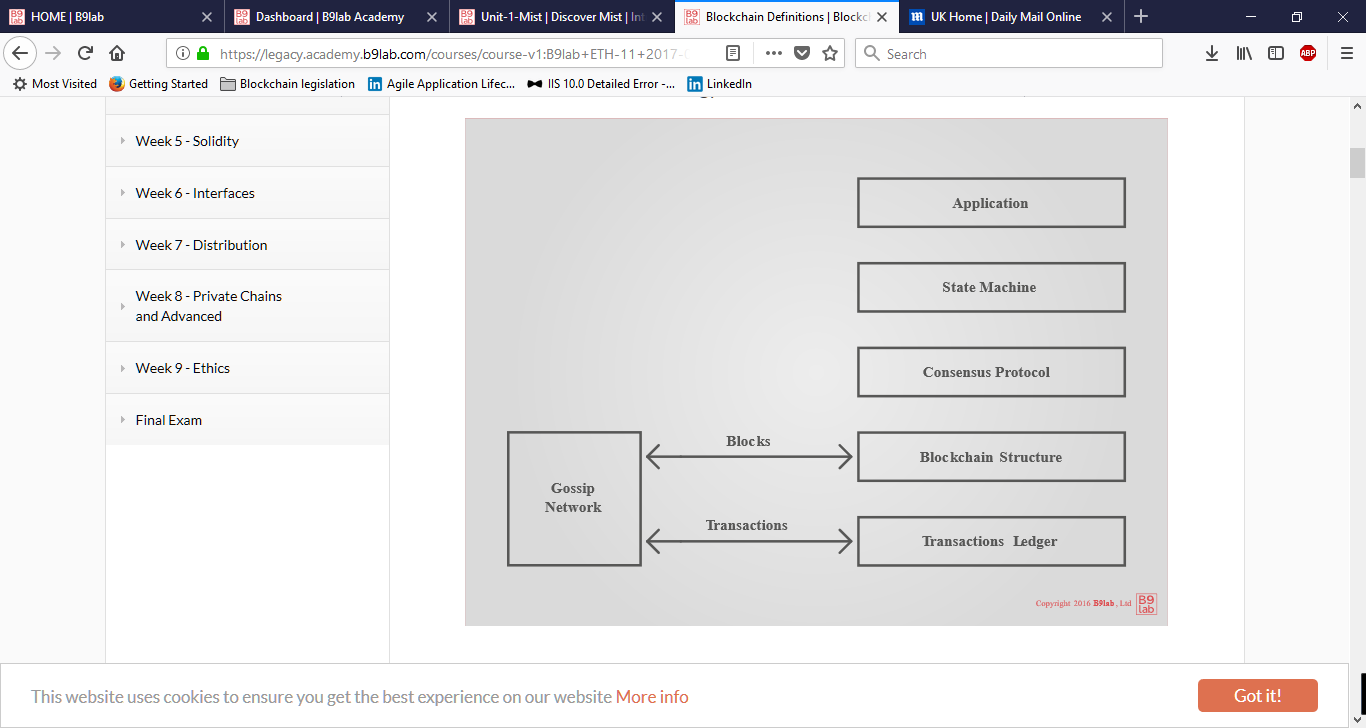 HOME | B9lab
Dashboard | B9lab Academy
Unit-1-Mist | Discover Mist | Int
Blockchain Definitions | Block
UK Home | Daily Mail Online
https://legacy.academy.b9lab.com/courses/course-v1:B9lab+ETH-11+2017-
Search
ABP
Most Visited
Getting Started
Blockchain legislation
Agile Application Lifec...
IIS 10.0 Detailed Error -...
LinkedIn
Week 5 - Solidity
Week 6 - Interfaces
Week 7 - Distribution
Week 8 - Private Chains
and Advanced
Week 9 - Ethics
Final Exam
Application
State Machine
Consensus Protocol
Blocks
Blockchain Structure
Gossip
Network
Transactions
Transactions Ledger
Copyright 2016 B9lab, Ltd
B9
lab
This website uses cookies to ensure you get the best experience on our website More info
Got it!